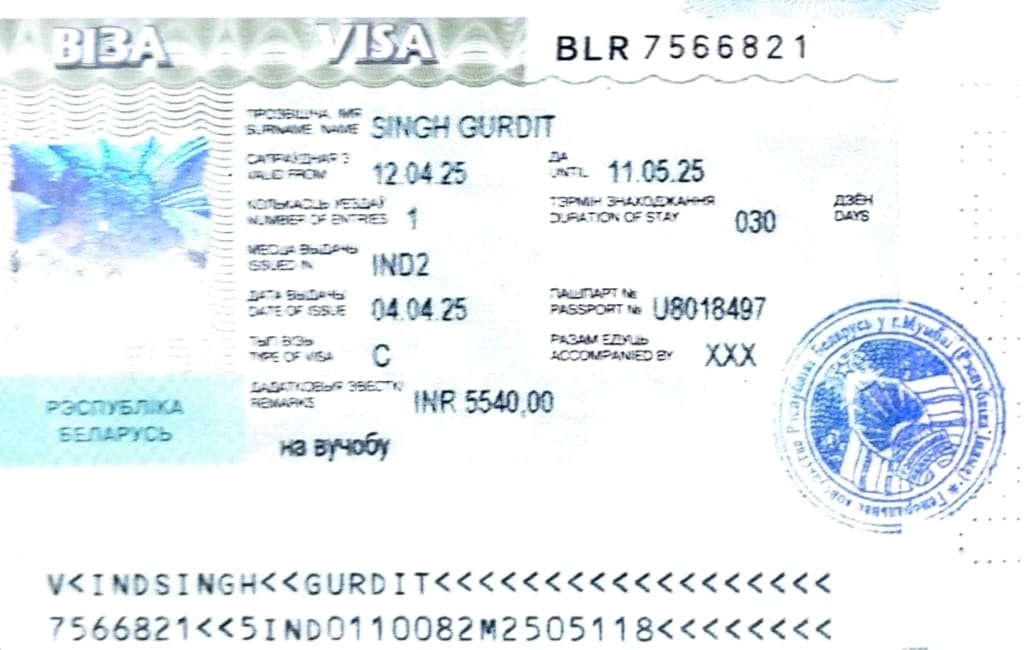 ВІЗА VISA BLR 7566821
ПРОЗВІШЧА, ІМЯ
SURNAME, NAME SINGH GURDIT
САПРАЎДНАЯ З ДА
VALID FROM 12.04.25 UNTIL 11.05.25
КОЛЬКАСЦЬ УЕЗДАЎ ТЭРМІН ЗНАХОДЖАННЯ ДЗЁН
NUMBER OF ENTRIES 1 DURATION OF STAY 030 DAYS
МЕСЦА ВЫДАЧЫ
ISSUED IN IND2
ДАТА ВЫДАЧЫ ПАШПАРТ №
DATE OF ISSUE 04.04.25 PASSPORT № U8018497
ТЫП ВІЗЫ РАЗАМ ЕДУЦЬ
TYPE OF VISA C ACCOMPANIED BY XXX
ДАДАТКОВЫЯ ЗВЕСТКІ
REMARKS INR 5540,00
на вучобу
РЭСПУБЛІКА
БЕЛАРУСЬ
Рэспублікі Беларусь у г.Мумбаі (Рэспубліка Індыя)
V<INDSINGH<<GURDIT<<<<<<<<<<<<<<<<<<
7566821<<5IND0110082M2505118<<<<<<<<